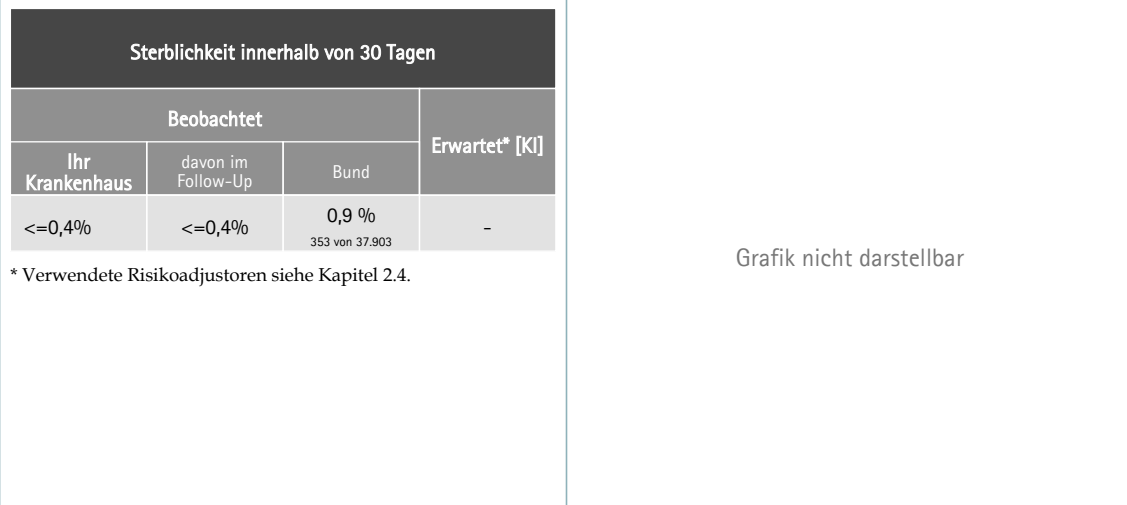 Sterblichkeit innerhalb von 30 Tagen
Beobachtet
Erwartet* [KI]
Ihr
Krankenhaus
davon im
Follow-Up
Bund
<=0,4%
<=0,4%
0,9 %
353 von 37.903
-
* Verwendete Risikoadjustoren siehe Kapitel 2.4.
Grafik nicht darstellbar